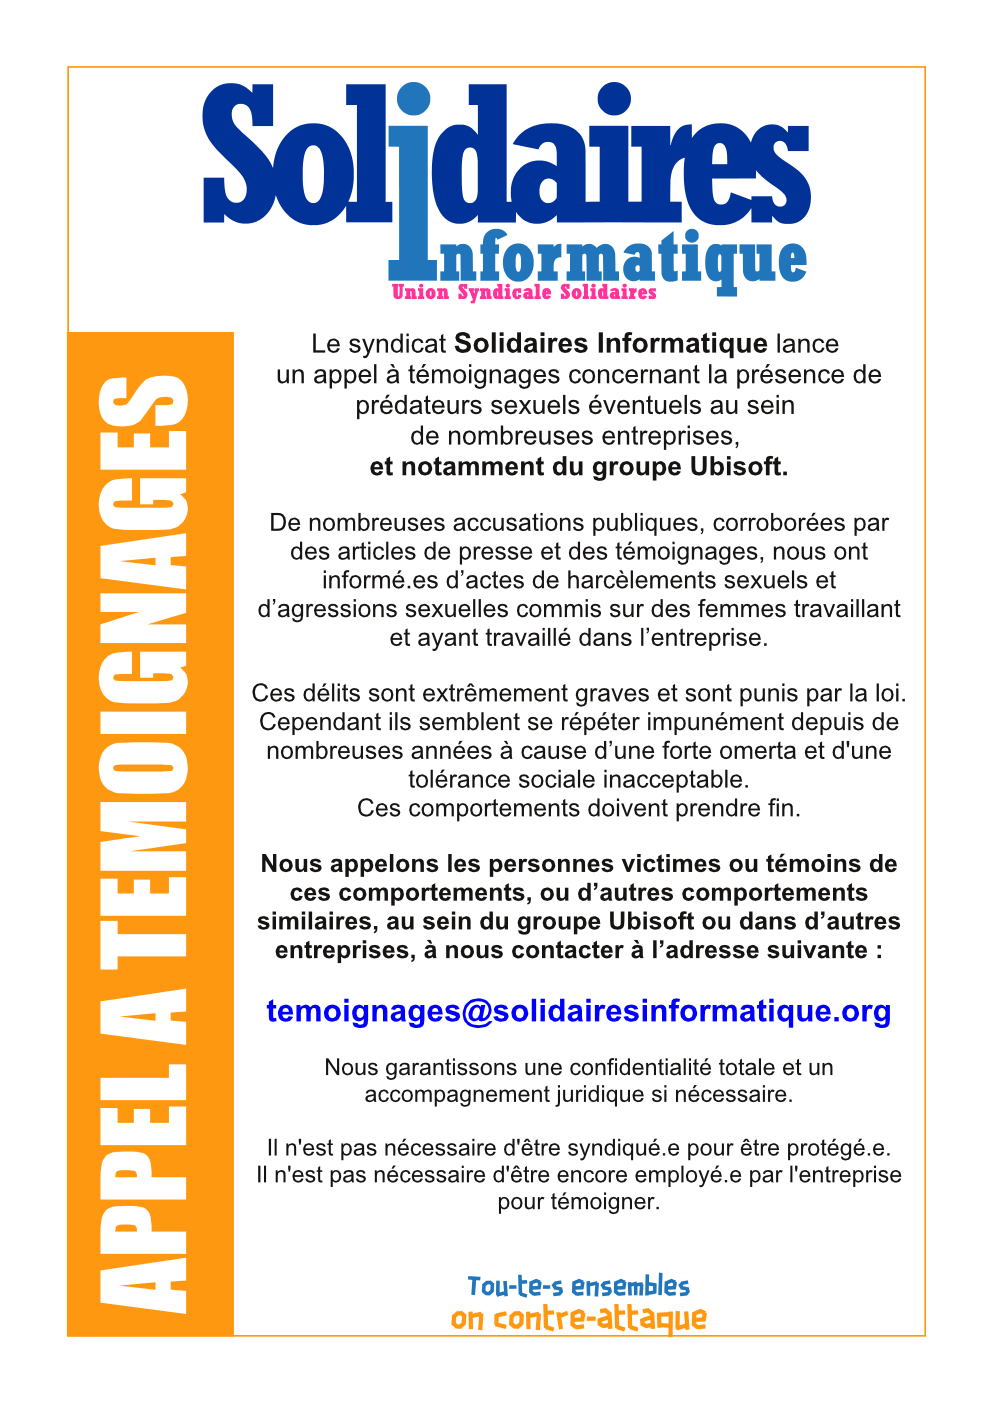 Solidaires
Informatique
Union Syndicale Solidaires
APPEL A TEMOIGNAGES
Le syndicat Solidaires Informatique lance
un appel à témoignages concernant la présence de
prédateurs sexuels éventuels au sein
de nombreuses entreprises,
et notamment du groupe Ubisoft.
De nombreuses accusations publiques, corroborées par
des articles de presse et des témoignages, nous ont
informé.es d’actes de harcèlements sexuels et
d’agressions sexuelles commis sur des femmes travaillant
et ayant travaillé dans l’entreprise.
Ces délits sont extrêmement graves et sont punis par la loi.
Cependant ils semblent se répéter impunément depuis de
nombreuses années à cause d’une forte omerta et d'une
tolérance sociale inacceptable.
Ces comportements doivent prendre fin.
Nous appelons les personnes victimes ou témoins de
ces comportements, ou d’autres comportements
similaires, au sein du groupe Ubisoft ou dans d’autres
entreprises, à nous contacter à l’adresse suivante :
temoignages@solidairesinformatique.org
Nous garantissons une confidentialité totale et un
accompagnement juridique si nécessaire.
Il n'est pas nécessaire d'être syndiqué.e pour être protégé.e.
Il n'est pas nécessaire d'être encore employé.e par l'entreprise
pour témoigner.
Tou-te-s ensembles
on contre-attaque